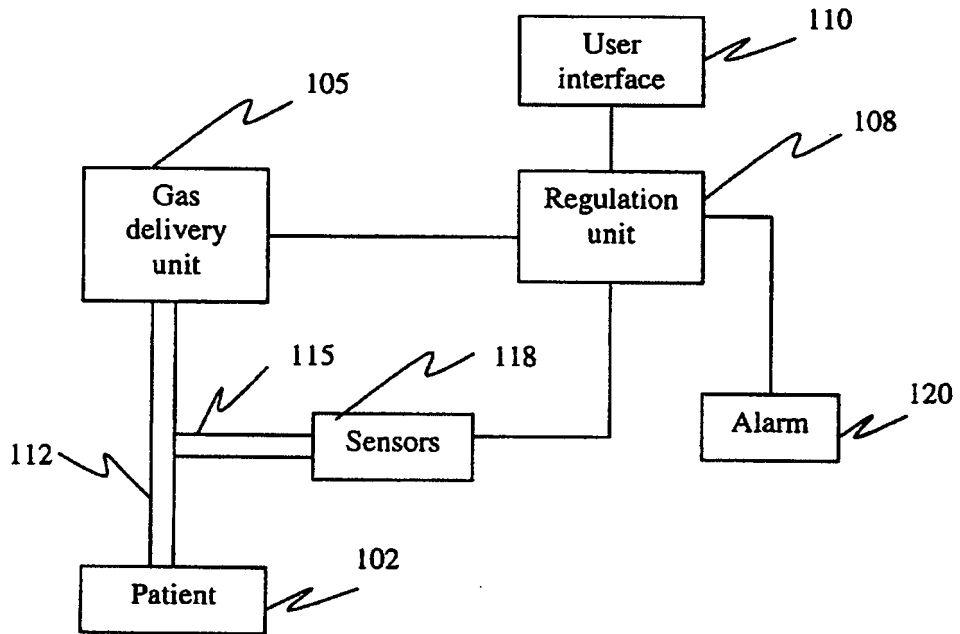 110
User
interface
105
108
Gas
delivery
unit
Regulation
unit
115
118
120
Sensors
Alarm
112
102
Patient